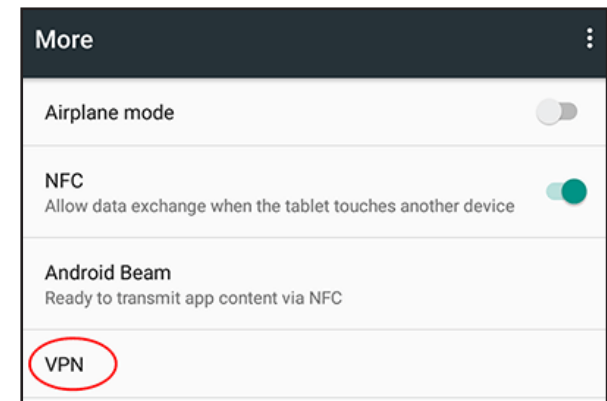 More
Airplane mode
NFC
Allow data exchange when the tablet touches another device
Android Beam
Ready to transmit app content via NFC
VPN